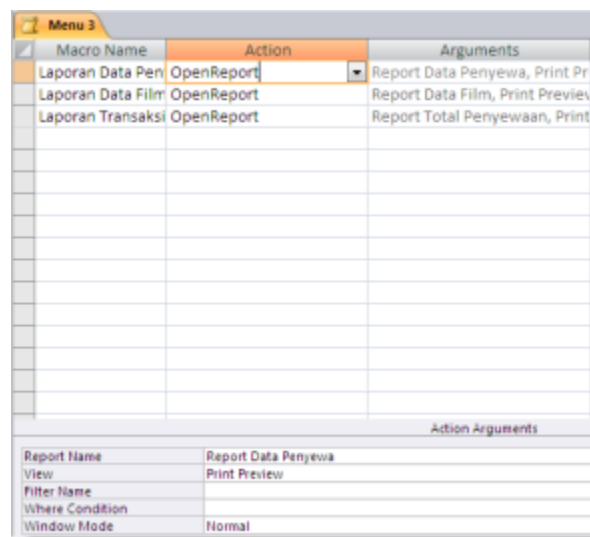 Menu 3
Macro Name Action Arguments
Laporan Data Pen OpenReport Report Data Penyewa, Print Pr
Laporan Data Film OpenReport Report Data Film, Print Preview
Laporan Transaksi OpenReport Report Total Penyewaan, Print
Action Arguments
Report Name Report Data Penyewa
View Print Preview
Filter Name
Where Condition
Window Mode Normal